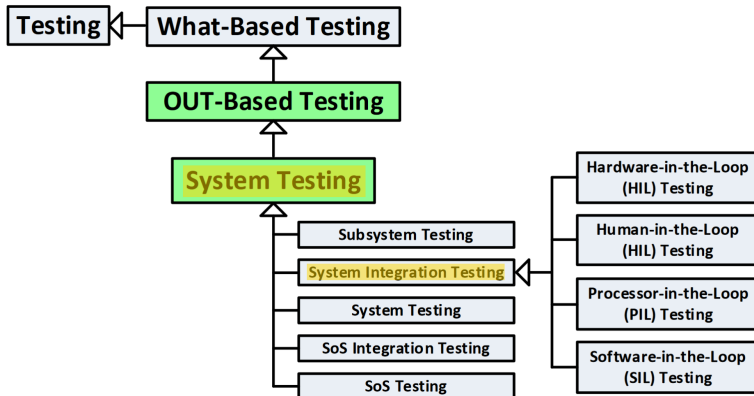 Testing
What-Based Testing
OUT-Based Testing
System Testing
Subsystem Testing
System Integration Testing
System Testing
SoS Integration Testing
SoS Testing
Hardware-in-the-Loop
(HIL) Testing
Human-in-the-Loop
(HIL) Testing
Processor-in-the-Loop
(PIL) Testing
Software-in-the-Loop
(SIL) Testing